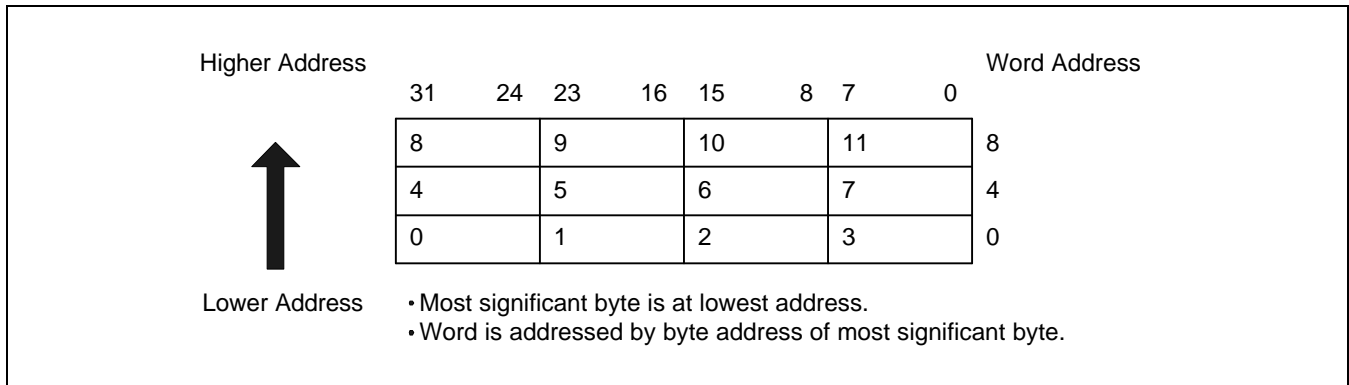 Higher Address Word Address
31 24 23 16 15 8 7 0
8 9 10 11 8
4 5 6 7 4
0 1 2 3 0
Lower Address
• Most significant byte is at lowest address.
• Word is addressed by byte address of most significant byte.